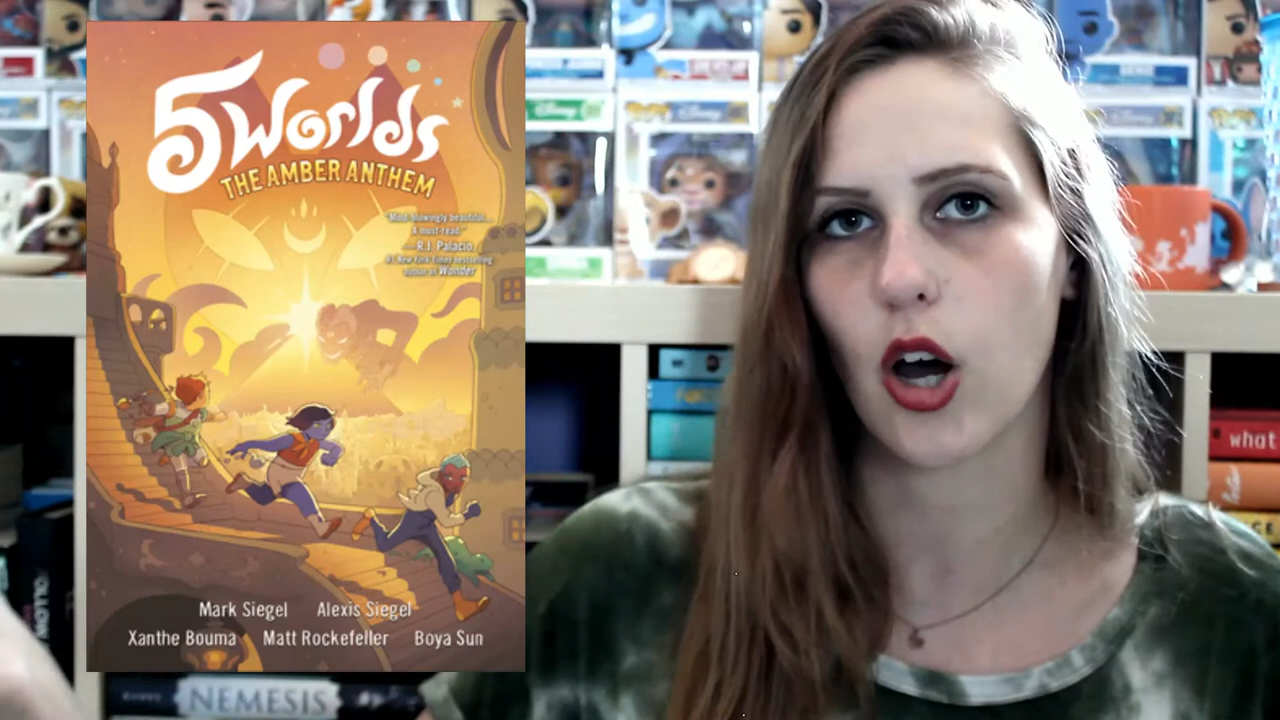 5 Worlds
THE AMBER ANTHEM
"Mind-blowingly beautiful...
A must-read."
—R.J. Palacio,
#1 New York Times bestselling
author of Wonder
Mark Siegel Alexis Siegel
Xanthe Bouma Matt Rockefeller Boya Sun
NEMESIS
what